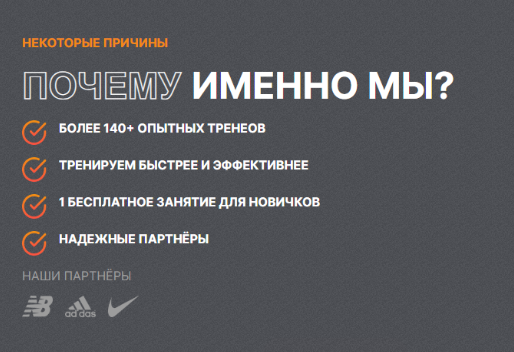 НЕКОТОРЫЕ ПРИЧИНЫ
ПОЧЕМУ ИМЕННО МЫ?
БОЛЕЕ 140+ ОПЫТНЫХ ТРЕНЕОВ
ТРЕНИРУЕМ БЫСТРЕЕ И ЭФФЕКТИВНЕЕ
1 БЕСПЛАТНОЕ ЗАНЯТИЕ ДЛЯ НОВИЧКОВ
НАДЕЖНЫЕ ПАРТНЁРЫ
НАШИ ПАРТНЁРЫ
NB adidas